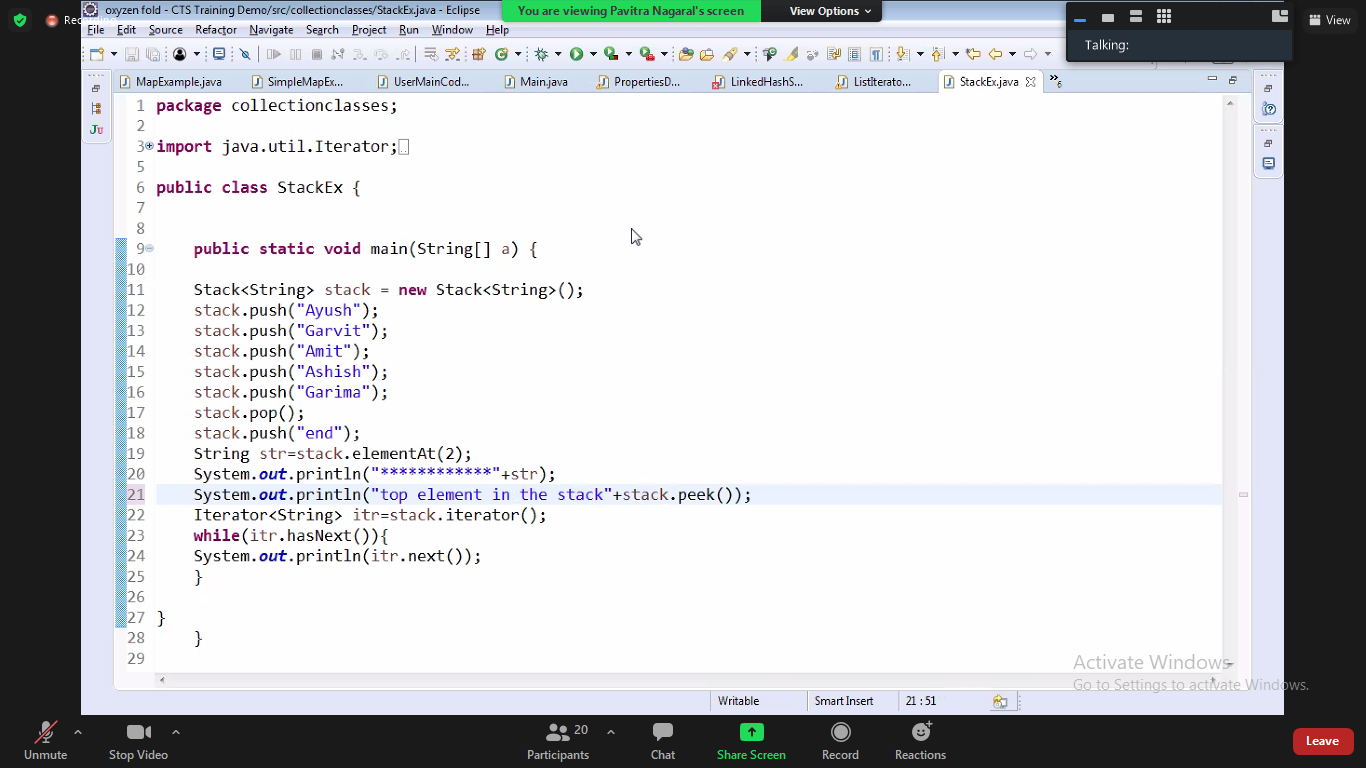 Recording
oxyzen fold - CTS Training Demo/src/collectionclasses/StackEx.java - Eclipse
You are viewing Pavitra Nagaral's screen
View Options
View
Talking:
File Edit Source Refactor Navigate Search Project Run Window Help
MapExample.java SimpleMapEx... UserMainCod... Main.java PropertiesD... LinkedHashS... ListIterato... StackEx.java »6
1 package collectionclasses;
2
3 import java.util.Iterator;
5
6 public class StackEx {
7
8
9 public static void main(String[] a) {
10
11 Stack<String> stack = new Stack<String>();
12 stack.push("Ayush");
13 stack.push("Garvit");
14 stack.push("Amit");
15 stack.push("Ashish");
16 stack.push("Garima");
17 stack.pop();
18 stack.push("end");
19 String str=stack.elementAt(2);
20 System.out.println("************"+str);
21 System.out.println("top element in the stack"+stack.peek());
22 Iterator<String> itr=stack.iterator();
23 while(itr.hasNext()){
24 System.out.println(itr.next());
25 }
26
27 }
28 }
29
Activate Windows
Go to Settings to activate Windows.
Writable Smart Insert 21 : 51
Unmute Stop Video Participants 20 Chat Share Screen Record Reactions Leave